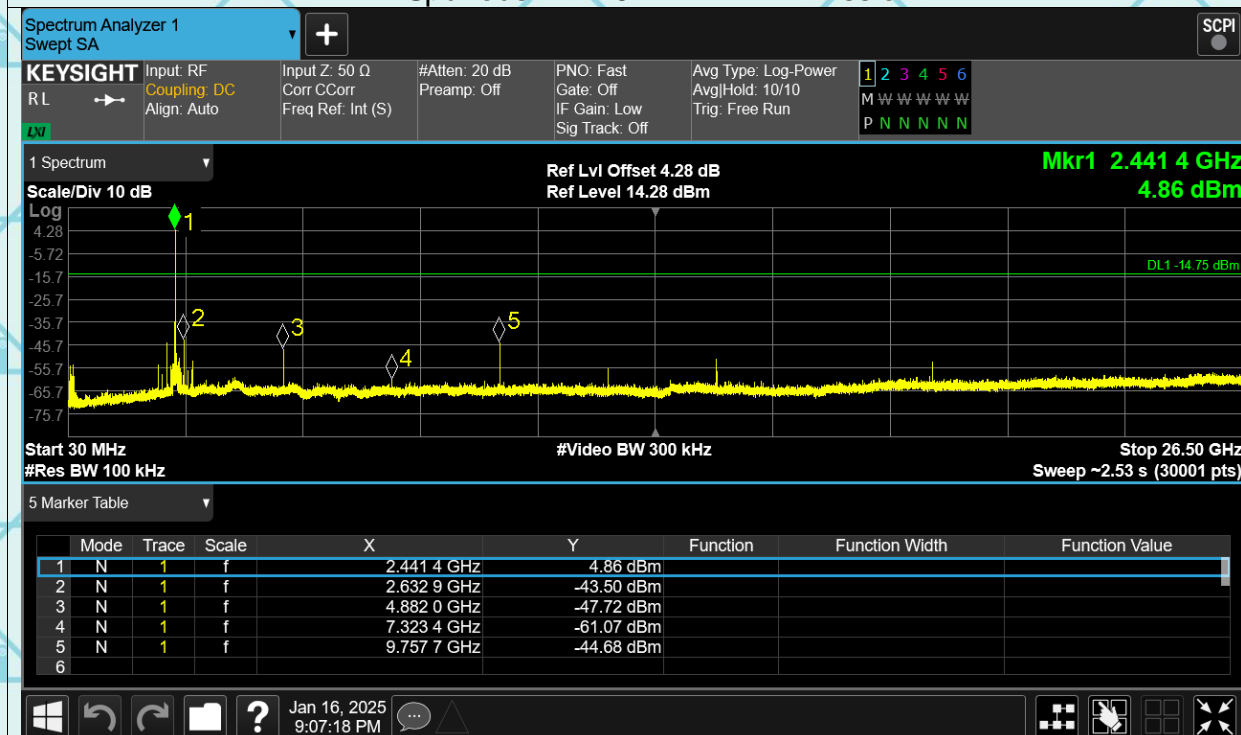 Spectrum Analyzer 1
Swept SA
+
SCPI
KEYSIGHT
RL
LXI
Input: RF
Coupling: DC
Align: Auto
Input Z: 50 Ω
Corr CCorr
Freq Ref: Int (S)
#Atten: 20 dB
Preamp: Off
PNO: Fast
Gate: Off
IF Gain: Low
Sig Track: Off
Avg Type: Log-Power
Avg|Hold: 10/10
Trig: Free Run
1 2 3 4 5 6
M W W W W W W
P N N N N N N
1 Spectrum
Scale/Div 10 dB
Ref Lvl Offset 4.28 dB
Ref Level 14.28 dBm
Mkr1 2.441 4 GHz
4.86 dBm
Log
4.28
-5.72
-15.7
-25.7
-35.7
-45.7
-55.7
-65.7
-75.7
1
2
3
4
5
DL1 -14.75 dBm
Start 30 MHz
#Res BW 100 kHz
#Video BW 300 kHz
Stop 26.50 GHz
Sweep ~2.53 s (30001 pts)
5 Marker Table
Mode Trace Scale X Y Function Function Width Function Value
1 N 1 f 2.441 4 GHz 4.86 dBm
2 N 1 f 2.632 9 GHz -43.50 dBm
3 N 1 f 4.882 0 GHz -47.72 dBm
4 N 1 f 7.323 4 GHz -61.07 dBm
5 N 1 f 9.757 7 GHz -44.68 dBm
6
?
Jan 16, 2025
9:07:18 PM